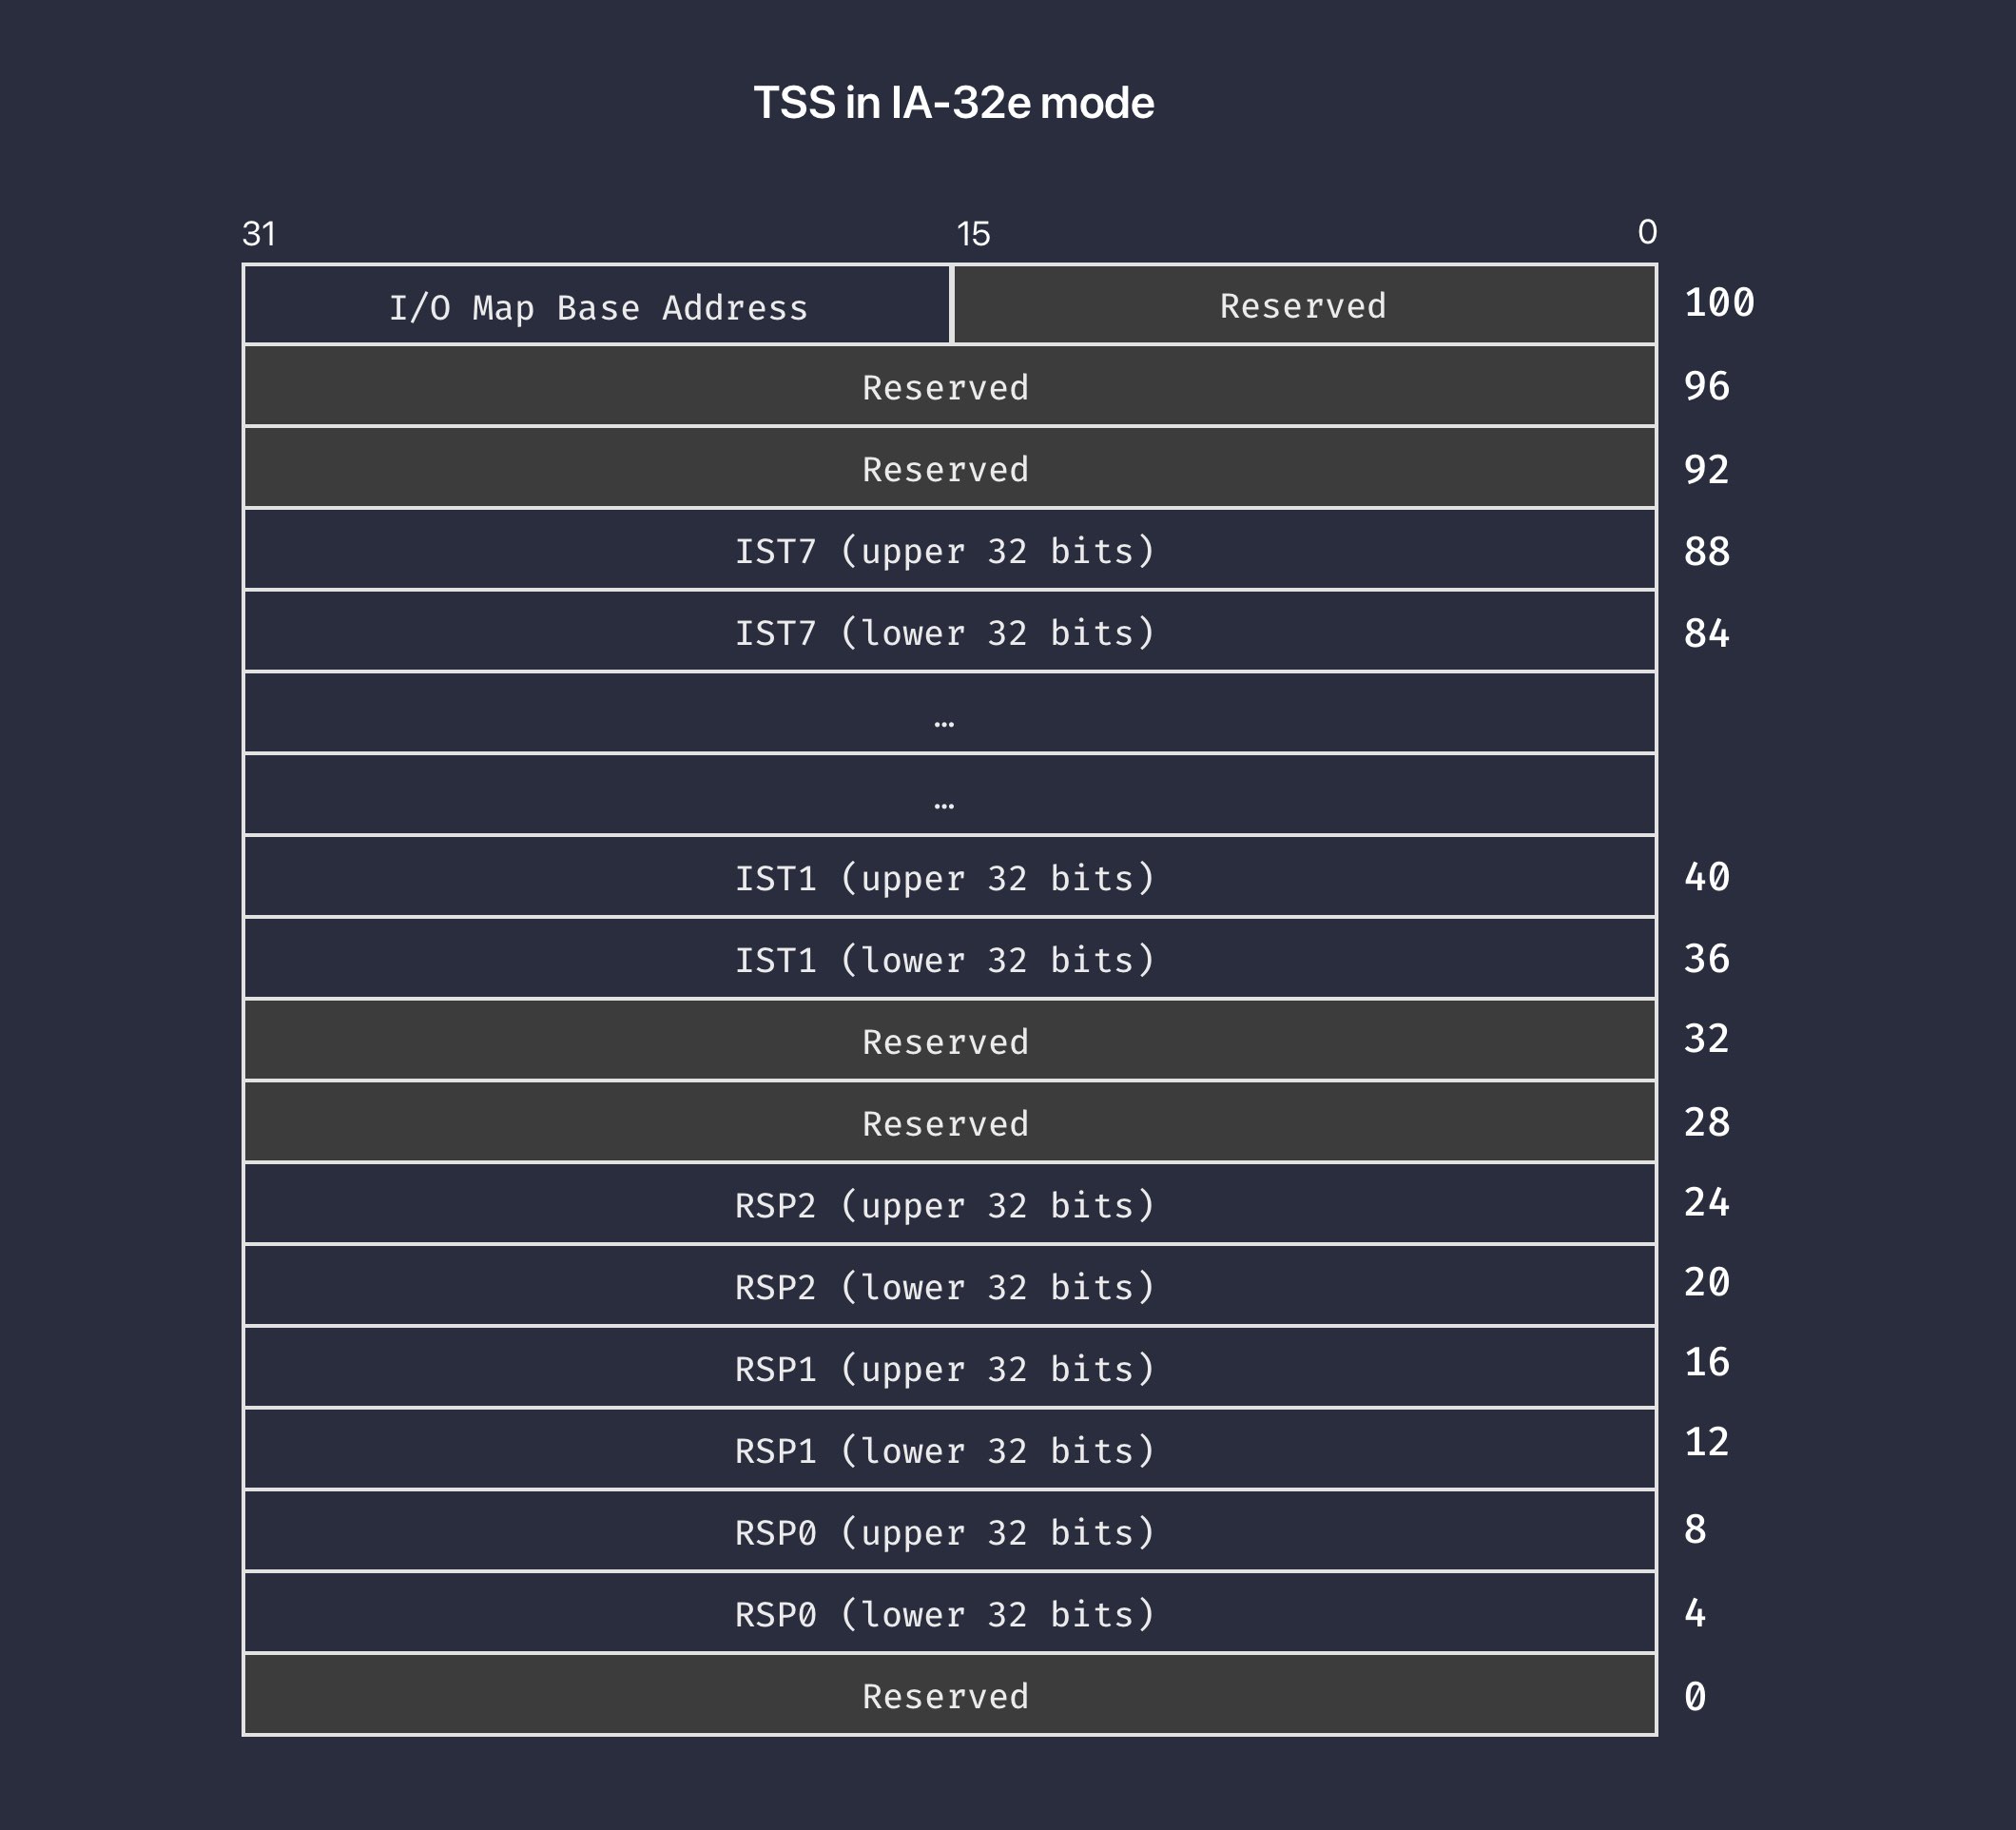 TSS in IA-32e mode
31 15 0
I/O Map Base Address Reserved 100
Reserved 96
Reserved 92
IST7 (upper 32 bits) 88
IST7 (lower 32 bits) 84
…
…
IST1 (upper 32 bits) 40
IST1 (lower 32 bits) 36
Reserved 32
Reserved 28
RSP2 (upper 32 bits) 24
RSP2 (lower 32 bits) 20
RSP1 (upper 32 bits) 16
RSP1 (lower 32 bits) 12
RSP0 (upper 32 bits) 8
RSP0 (lower 32 bits) 4
Reserved 0